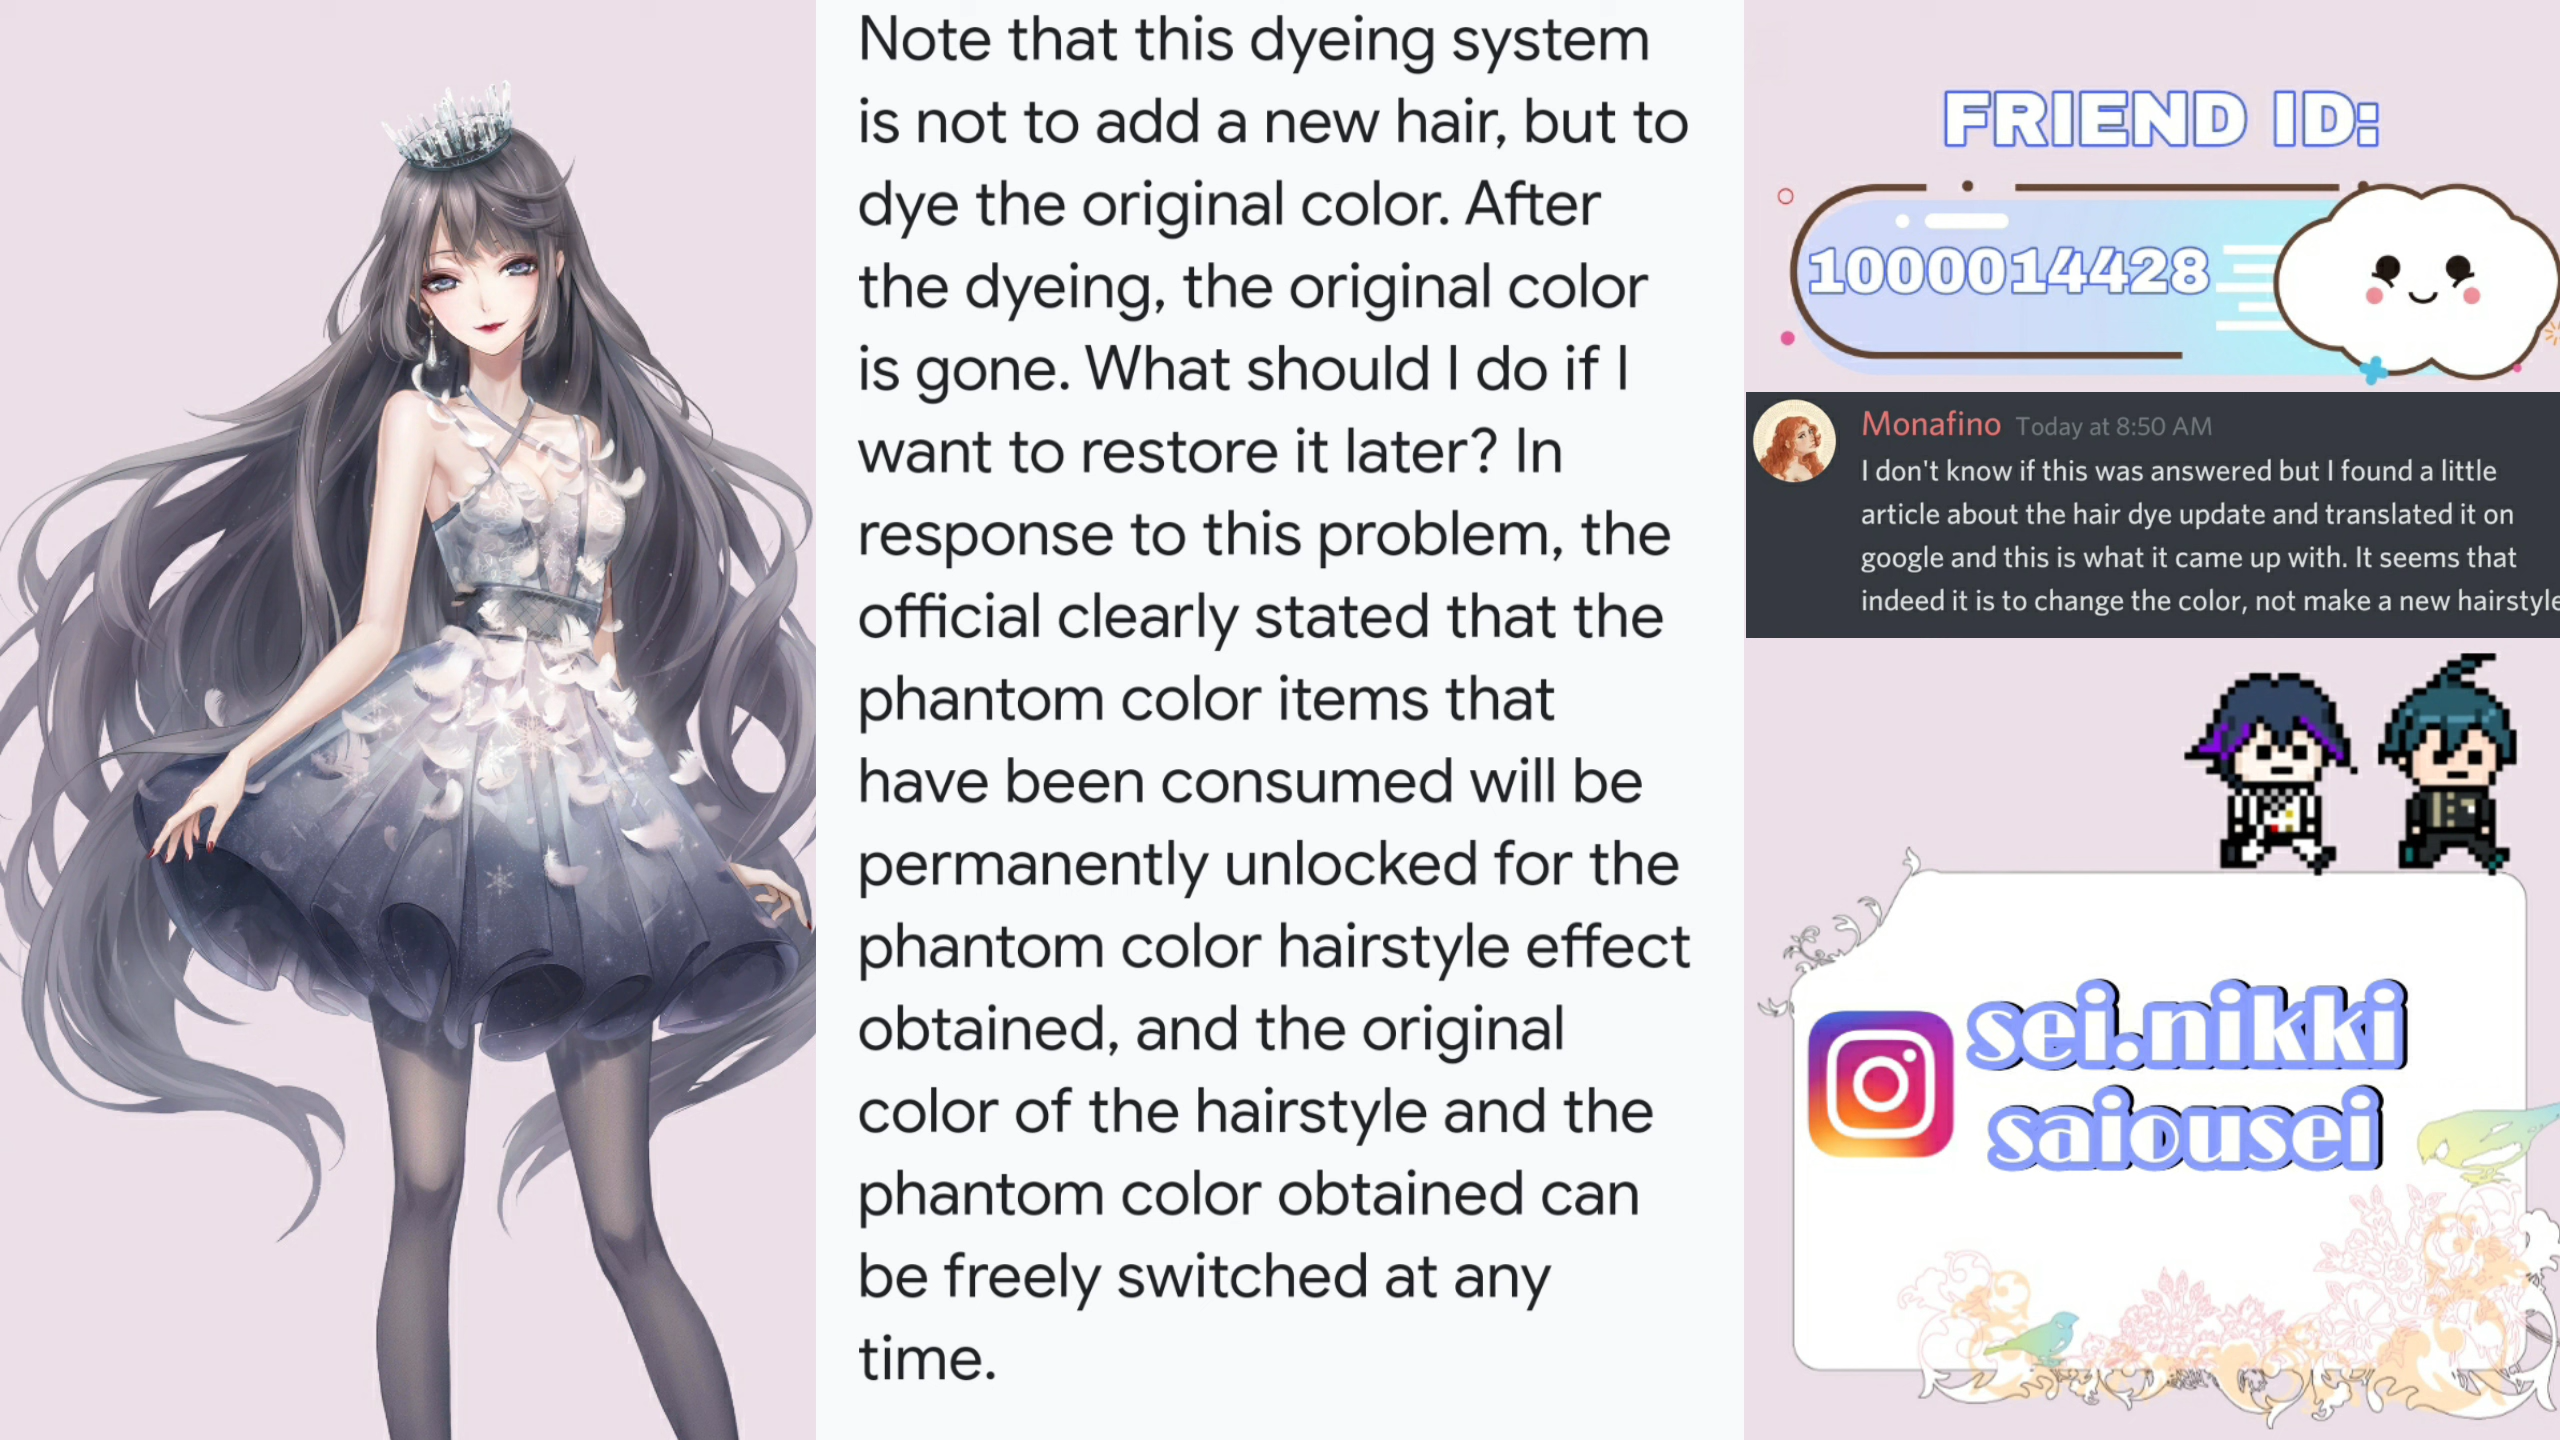 Note that this dyeing system
is not to add a new hair, but to
dye the original color. After
the dyeing, the original color
is gone. What should I do if I
want to restore it later? In
response to this problem, the
official clearly stated that the
phantom color items that
have been consumed will be
permanently unlocked for the
phantom color hairstyle effect
obtained, and the original
color of the hairstyle and the
phantom color obtained can
be freely switched at any
time.
FRIEND ID:
1000014428
Monafino Today at 8:50 AM
I don't know if this was answered but I found a little
article about the hair dye update and translated it on
google and this is what it came up with. It seems that
indeed it is to change the color, not make a new hairstyle
sei.nikki
saiousei